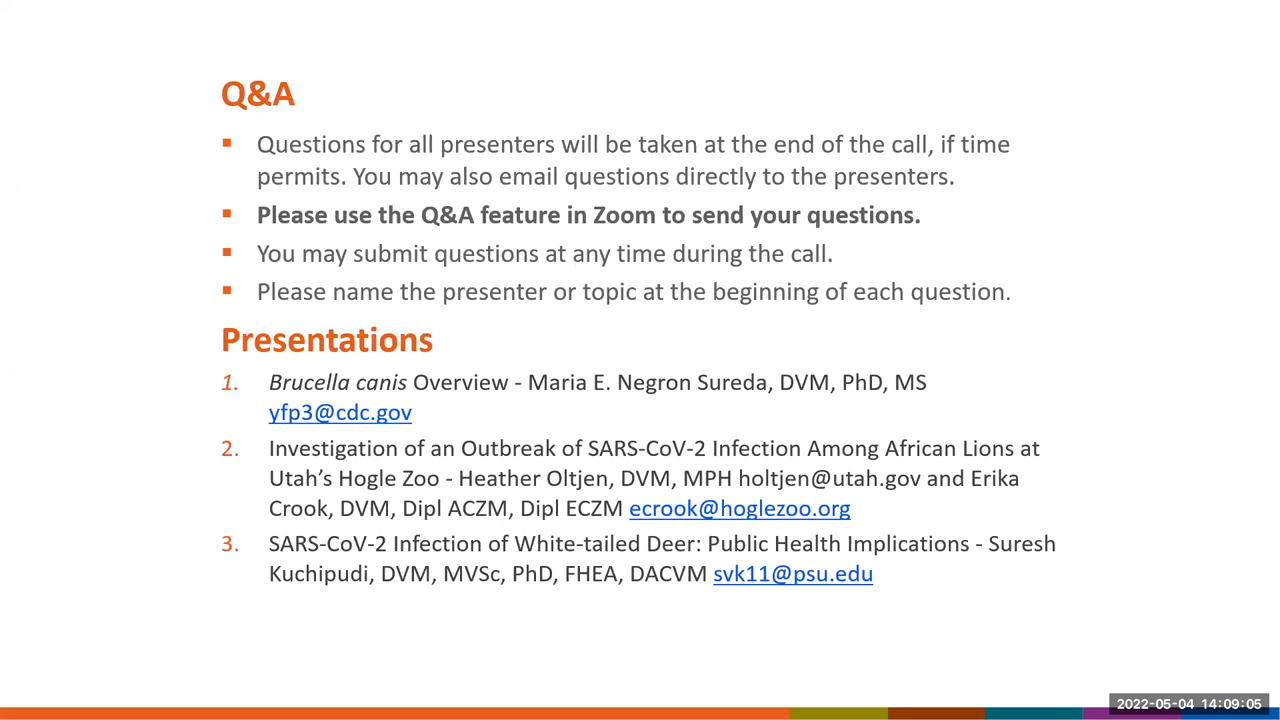 Q&A
▪ Questions for all presenters will be taken at the end of the call, if time
permits. You may also email questions directly to the presenters.
▪ Please use the Q&A feature in Zoom to send your questions.
▪ You may submit questions at any time during the call.
▪ Please name the presenter or topic at the beginning of each question.
Presentations
1. Brucella canis Overview - Maria E. Negron Sureda, DVM, PhD, MS
yfp3@cdc.gov
2. Investigation of an Outbreak of SARS-CoV-2 Infection Among African Lions at
Utah’s Hogle Zoo - Heather Oltjen, DVM, MPH holtjen@utah.gov and Erika
Crook, DVM, Dipl ACZM, Dipl ECZM ecrook@hoglezoo.org
3. SARS-CoV-2 Infection of White-tailed Deer: Public Health Implications - Suresh
Kuchipudi, DVM, MVSc, PhD, FHEA, DACVM svk11@psu.edu
2022-05-04 14:09:05